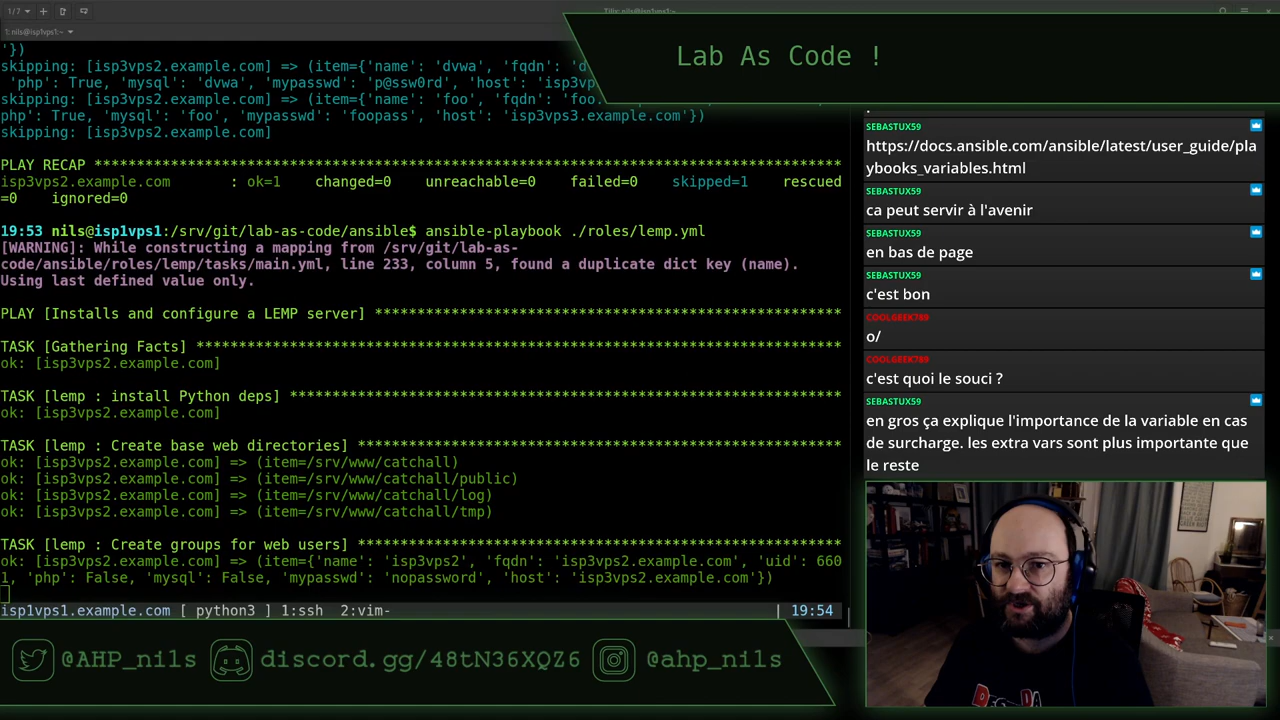 1/7
Tilix: nils@isp1vps1:~
1: nils@isp1vps1:~
Lab As Code !
'})
skipping: [isp3vps2.example.com] => (item={'name': 'dvwa', 'fqdn': 'd
'php': True, 'mysql': 'dvwa', 'mypasswd': 'p@ssw0rd', 'host': 'isp3v
skipping: [isp3vps2.example.com] => (item={'name': 'foo', 'fqdn': 'foo.
php': True, 'mysql': 'foo', 'mypasswd': 'foopass', 'host': 'isp3vps3.example.com'})
skipping: [isp3vps2.example.com]
PLAY RECAP *********************************************************************
isp3vps2.example.com : ok=1 changed=0 unreachable=0 failed=0 skipped=1 rescued
=0 ignored=0
19:53 nils@isp1vps1:/srv/git/lab-as-code/ansible$ ansible-playbook ./roles/lemp.yml
[WARNING]: While constructing a mapping from /srv/git/lab-as-
code/ansible/roles/lemp/tasks/main.yml, line 233, column 5, found a duplicate dict key (name).
Using last defined value only.
PLAY [Installs and configure a LEMP server] ********************************************
TASK [Gathering Facts] *****************************************************************
ok: [isp3vps2.example.com]
TASK [lemp : install Python deps] ******************************************************
ok: [isp3vps2.example.com]
TASK [lemp : Create base web directories] **********************************************
ok: [isp3vps2.example.com] => (item=/srv/www/catchall)
ok: [isp3vps2.example.com] => (item=/srv/www/catchall/public)
ok: [isp3vps2.example.com] => (item=/srv/www/catchall/log)
ok: [isp3vps2.example.com] => (item=/srv/www/catchall/tmp)
TASK [lemp : Create groups for web users] **********************************************
ok: [isp3vps2.example.com] => (item={'name': 'isp3vps2', 'fqdn': 'isp3vps2.example.com', 'uid': 660
1, 'php': False, 'mysql': False, 'mypasswd': 'nopassword', 'host': 'isp3vps2.example.com'})
isp1vps1.example.com [ python3 ] 1:ssh 2:vim- | 19:54
SEBASTUX59
https://docs.ansible.com/ansible/latest/user_guide/pla
ybooks_variables.html
SEBASTUX59
ca peut servir à l'avenir
SEBASTUX59
en bas de page
SEBASTUX59
c'est bon
COOLGEEK789
o/
COOLGEEK789
c'est quoi le souci ?
SEBASTUX59
en gros ça explique l'importance de la variable en cas
de surcharge. les extra vars sont plus importante que
le reste
@AHP_nils discord.gg/48tN36XQZ6 @ahp_nils